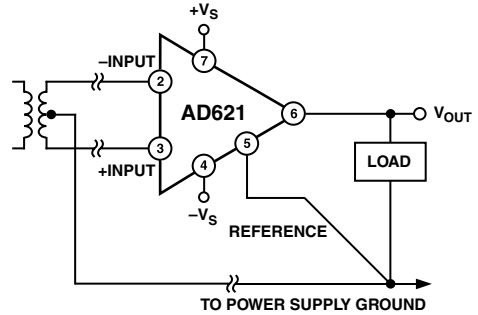 +VS
–INPUT
7
2
AD621
6
VOUT
3
5
LOAD
+INPUT
4
–VS
REFERENCE
TO POWER SUPPLY GROUND